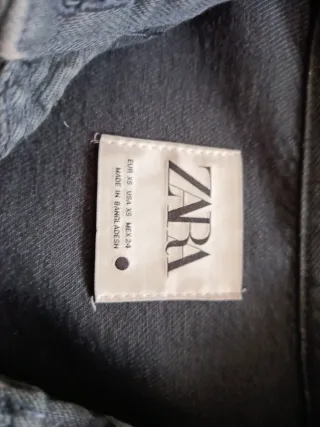 ZARA
EUR XS USA XS MEX 24
MADE IN BANGLADESH